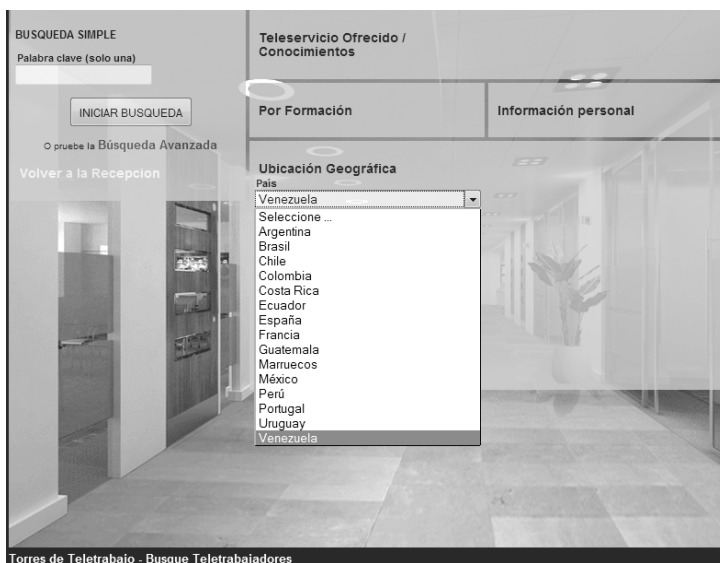 BUSQUEDA SIMPLE
Palabra clave (solo una)
INICIAR BUSQUEDA
O pruebe la Búsqueda Avanzada
Volver a la Recepcion
Teleservicio Ofrecido /
Conocimientos
Por Formación
Información personal
Ubicación Geográfica
Pais
Venezuela
Seleccione ...
Argentina
Brasil
Chile
Colombia
Costa Rica
Ecuador
España
Francia
Guatemala
Marruecos
México
Perú
Portugal
Uruguay
Venezuela
Torres de Teletrabajo - Busque Teletrabajadores